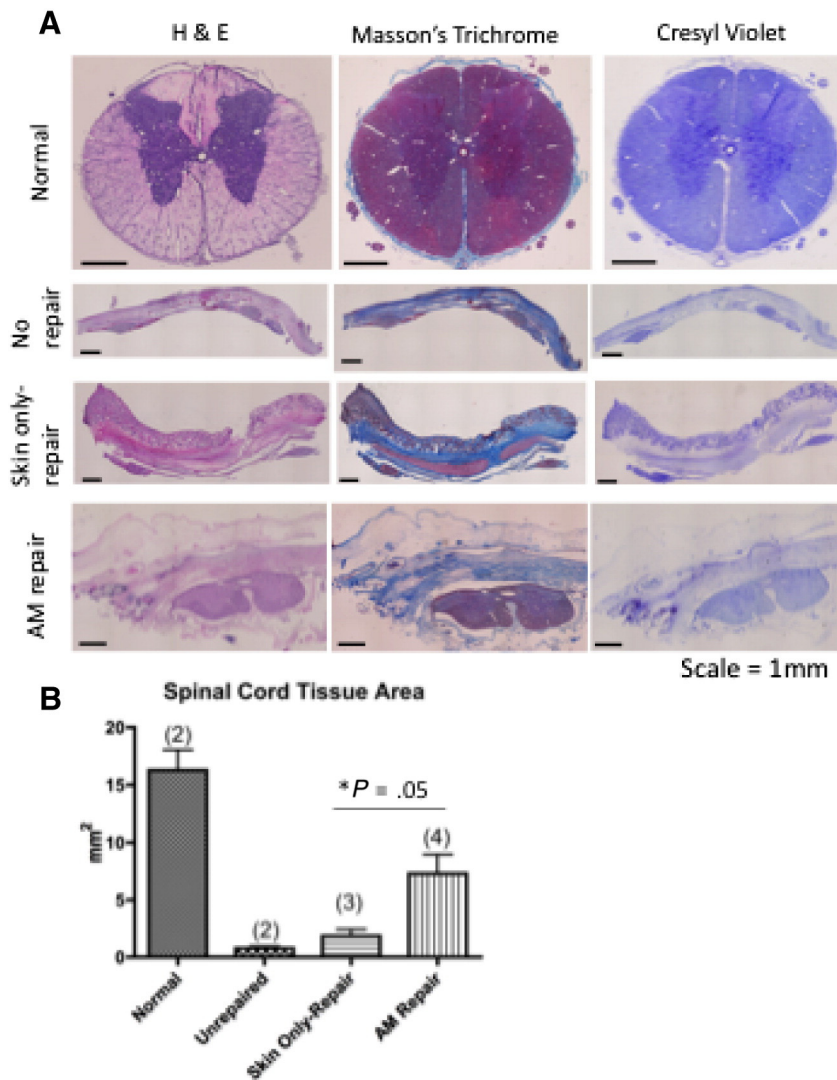 A
H & E Masson's Trichrome Cresyl Violet
Normal
No repair
Skin only-repair
AM repair
Scale = 1mm
B
Spinal Cord Tissue Area
mm²
20
15
10
5
0
(2)
(2)
(3)
(4)
*P = .05
Normal
Unrepaired
Skin Only-Repair
AM Repair